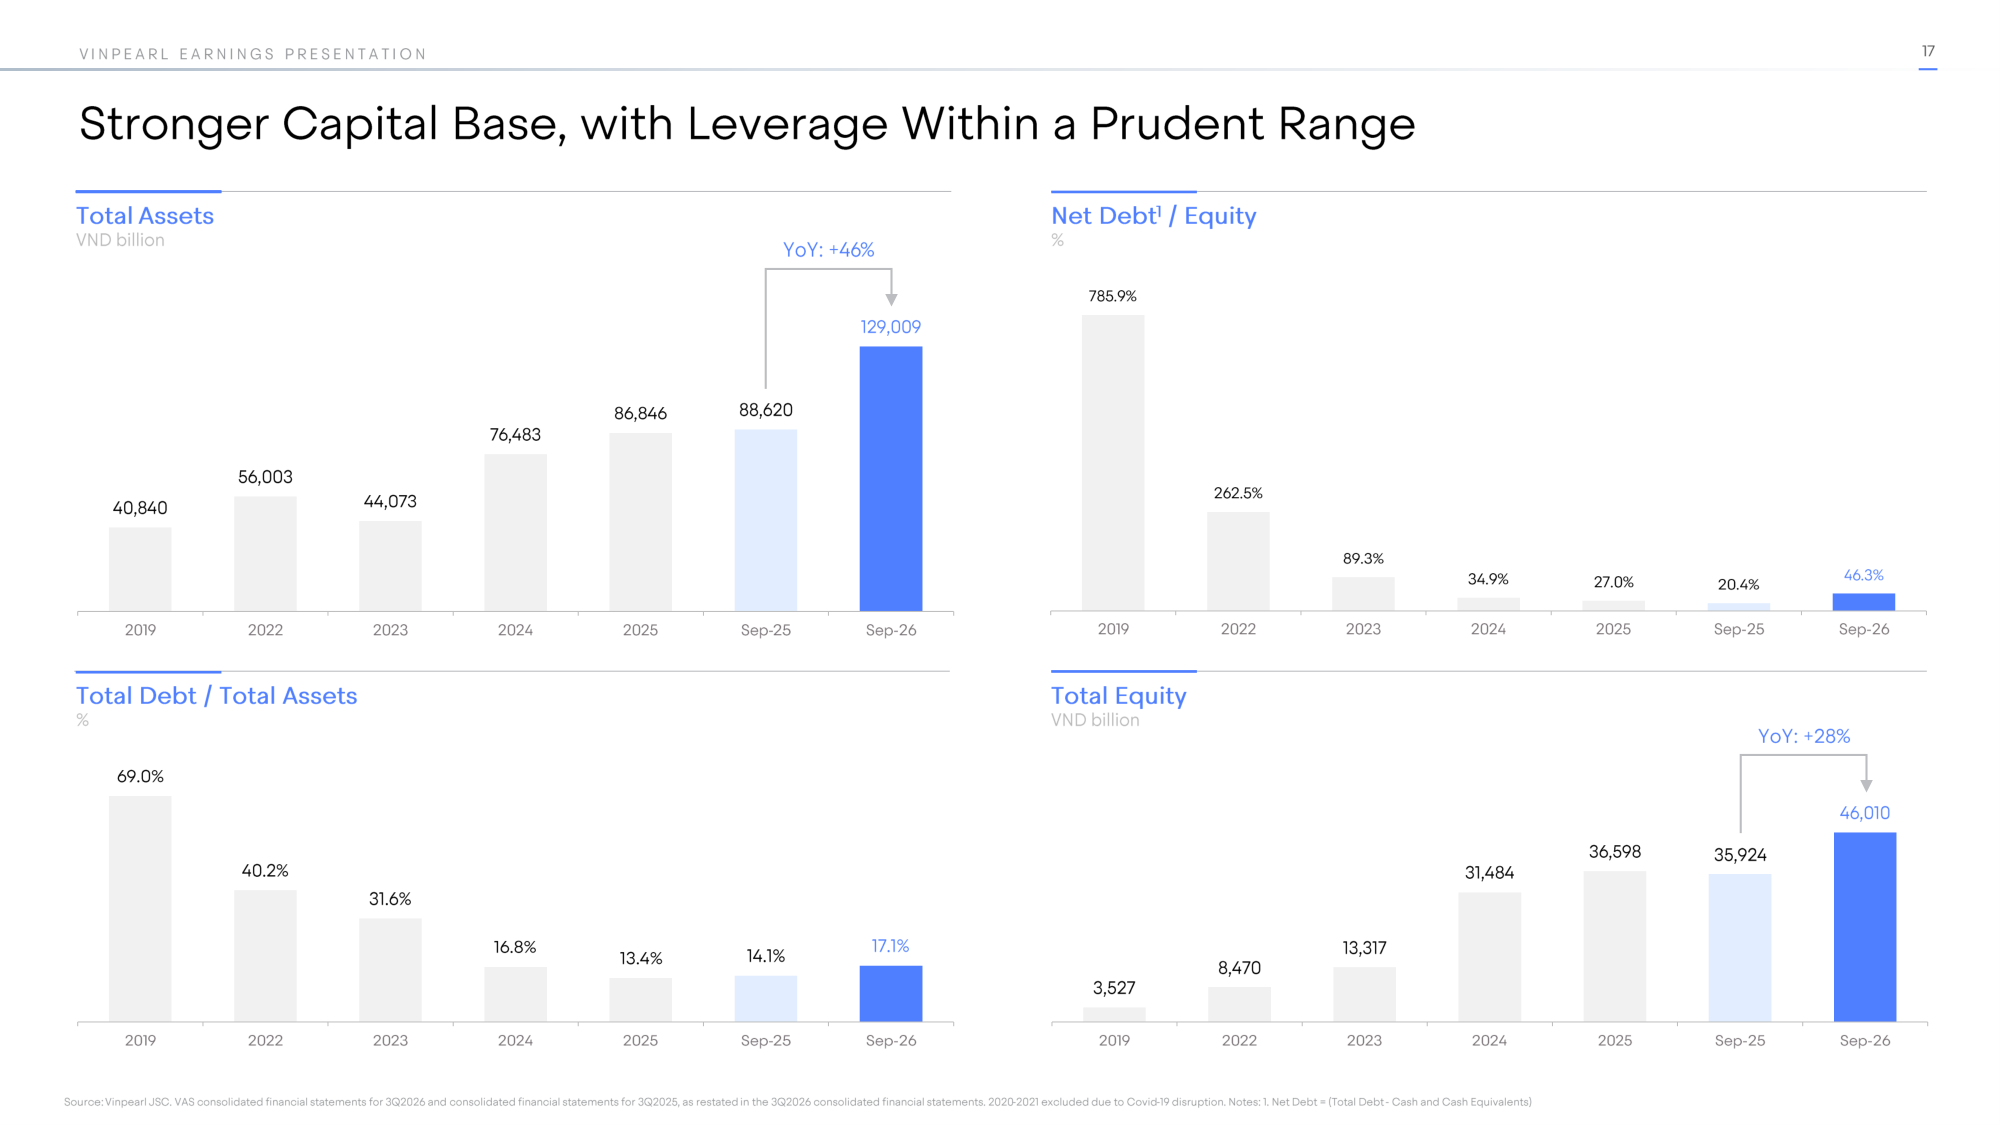 VINPEARL EARNINGS PRESENTATION
17
Stronger Capital Base, with Leverage Within a Prudent Range
Total Assets
VND billion
YoY: +46%
40,840
56,003
44,073
76,483
86,846
88,620
129,009
2019
2022
2023
2024
2025
Sep-25
Sep-26
Net Debt¹ / Equity
%
785.9%
262.5%
89.3%
34.9%
27.0%
20.4%
46.3%
2019
2022
2023
2024
2025
Sep-25
Sep-26
Total Debt / Total Assets
%
69.0%
40.2%
31.6%
16.8%
13.4%
14.1%
17.1%
2019
2022
2023
2024
2025
Sep-25
Sep-26
Total Equity
VND billion
YoY: +28%
3,527
8,470
13,317
31,484
36,598
35,924
46,010
2019
2022
2023
2024
2025
Sep-25
Sep-26
Source: Vinpearl JSC. VAS consolidated financial statements for 3Q2026 and consolidated financial statements for 3Q2025, as restated in the 3Q2026 consolidated financial statements. 2020-2021 excluded due to Covid-19 disruption. Notes: 1. Net Debt = (Total Debt - Cash and Cash Equivalents)